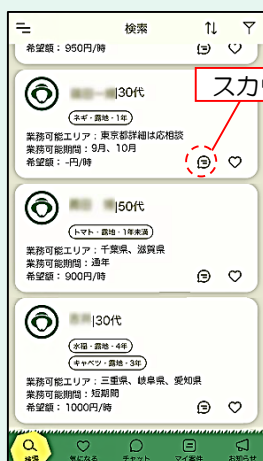 検索
希望額：950円/時
|30代
ネギ・露地・1年
業務可能エリア：東京都詳細は応相談
業務可能期間：9月、10月
希望額：-円/時
スカ
|50代
トマト・露地・1年未満
業務可能エリア：千葉県、滋賀県
業務可能期間：通年
希望額：900円/時
|30代
水稲・露地・4年
キャベツ・露地・3年
業務可能エリア：三重県、岐阜県、愛知県
業務可能期間：短期間
希望額：1000円/時
検索
気になる
チャット
マイ案件
お知らせ